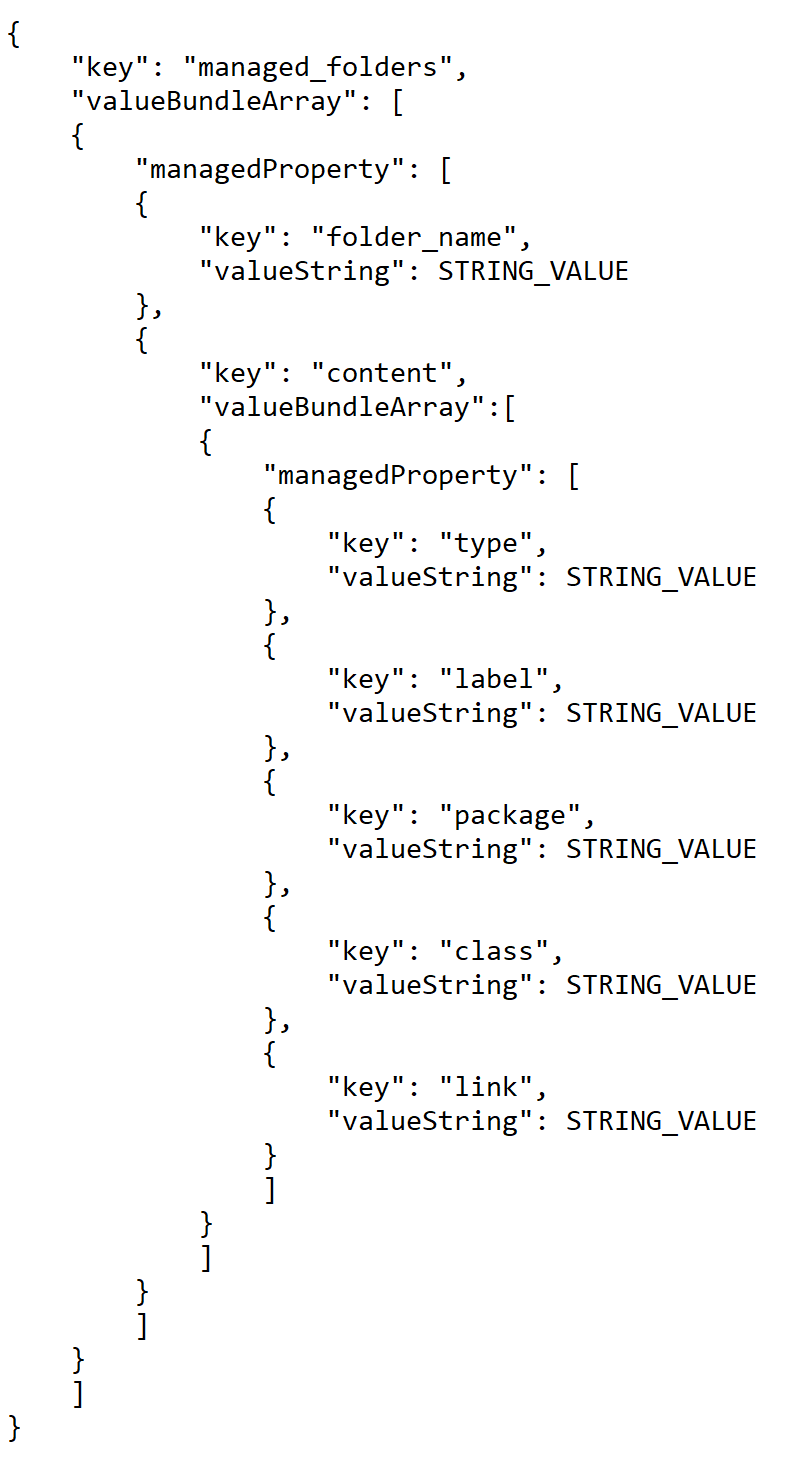 {
    "key": "managed_folders",
    "valueBundleArray": [
    {
        "managedProperty": [
        {
            "key": "folder_name",
            "valueString": STRING_VALUE
        },
        {
            "key": "content",
            "valueBundleArray":[
            {
                "managedProperty": [
                {
                    "key": "type",
                    "valueString": STRING_VALUE
                },
                {
                    "key": "label",
                    "valueString": STRING_VALUE
                },
                {
                    "key": "package",
                    "valueString": STRING_VALUE
                },
                {
                    "key": "class",
                    "valueString": STRING_VALUE
                },
                {
                    "key": "link",
                    "valueString": STRING_VALUE
                }
                ]
            }
            ]
        }
        ]
    }
    ]
}